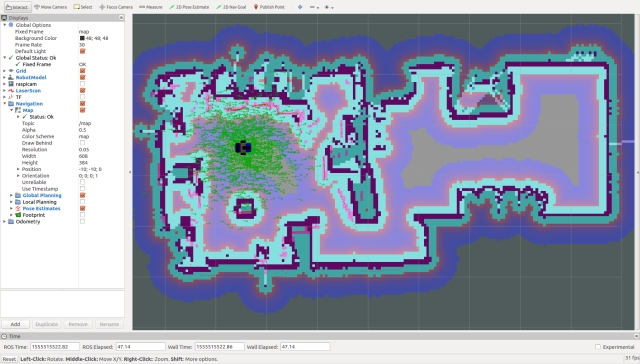 Interact Move Camera Select Focus Camera Measure 2D Pose Estimate 2D Nav Goal Publish Point
Displays
Global Options
Fixed Frame map
Background Color 48; 48; 48
Frame Rate 30
Default Light
Global Status: Ok
Fixed Frame OK
Grid
RobotModel
raspicam
LaserScan
TF
Navigation
Map
Status: Ok
Topic /map
Alpha 0.5
Color Scheme map
Draw Behind
Resolution 0.05
Width 608
Height 384
Position -10; -10; 0
Orientation 0; 0; 0; 1
Unreliable
Use Timestamp
Global Planning
Local Planning
Pose Estimates
Footprint
Odometry
Add Duplicate Remove Rename
Time
ROS Time: 1555515522.82 ROS Elapsed: 47.14 Wall Time: 1555515522.86 Wall Elapsed: 47.14 Experimental
Reset Left-Click: Rotate. Middle-Click: Move X/Y. Right-Click: Zoom. Shift: More options. 31 fps